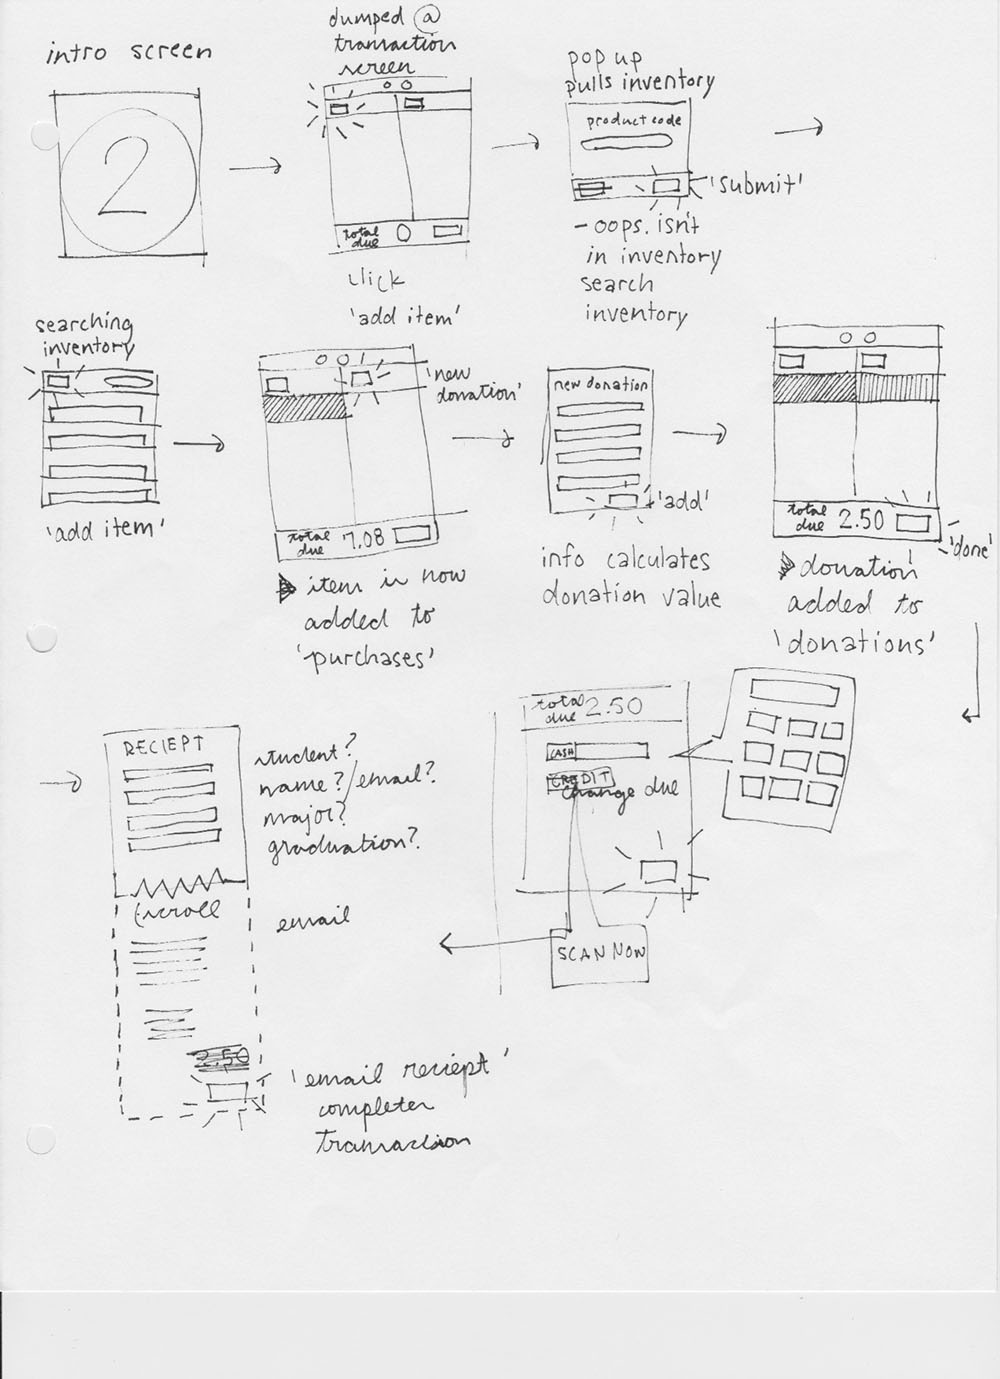 intro screen
2
dumped @
transaction
screen
total
due 0
click
'add item'
pop up
pulls inventory
product code
'submit'
- oops. isn't
in inventory
search
inventory
searching
inventory
'add item'
'new
donation'
total
due 7.08
item is now
added to
'purchases'
new donation
'add'
info calculates
donation value
total
due 2.50
'done'
donation
added to
'donations'
total
due 2.50
CASH
CREDIT
change due
SCAN NOW
RECIEPT
student?
name?/email?
major?
graduation?
scroll
email
2.50
'email reciept'
completes
transaction